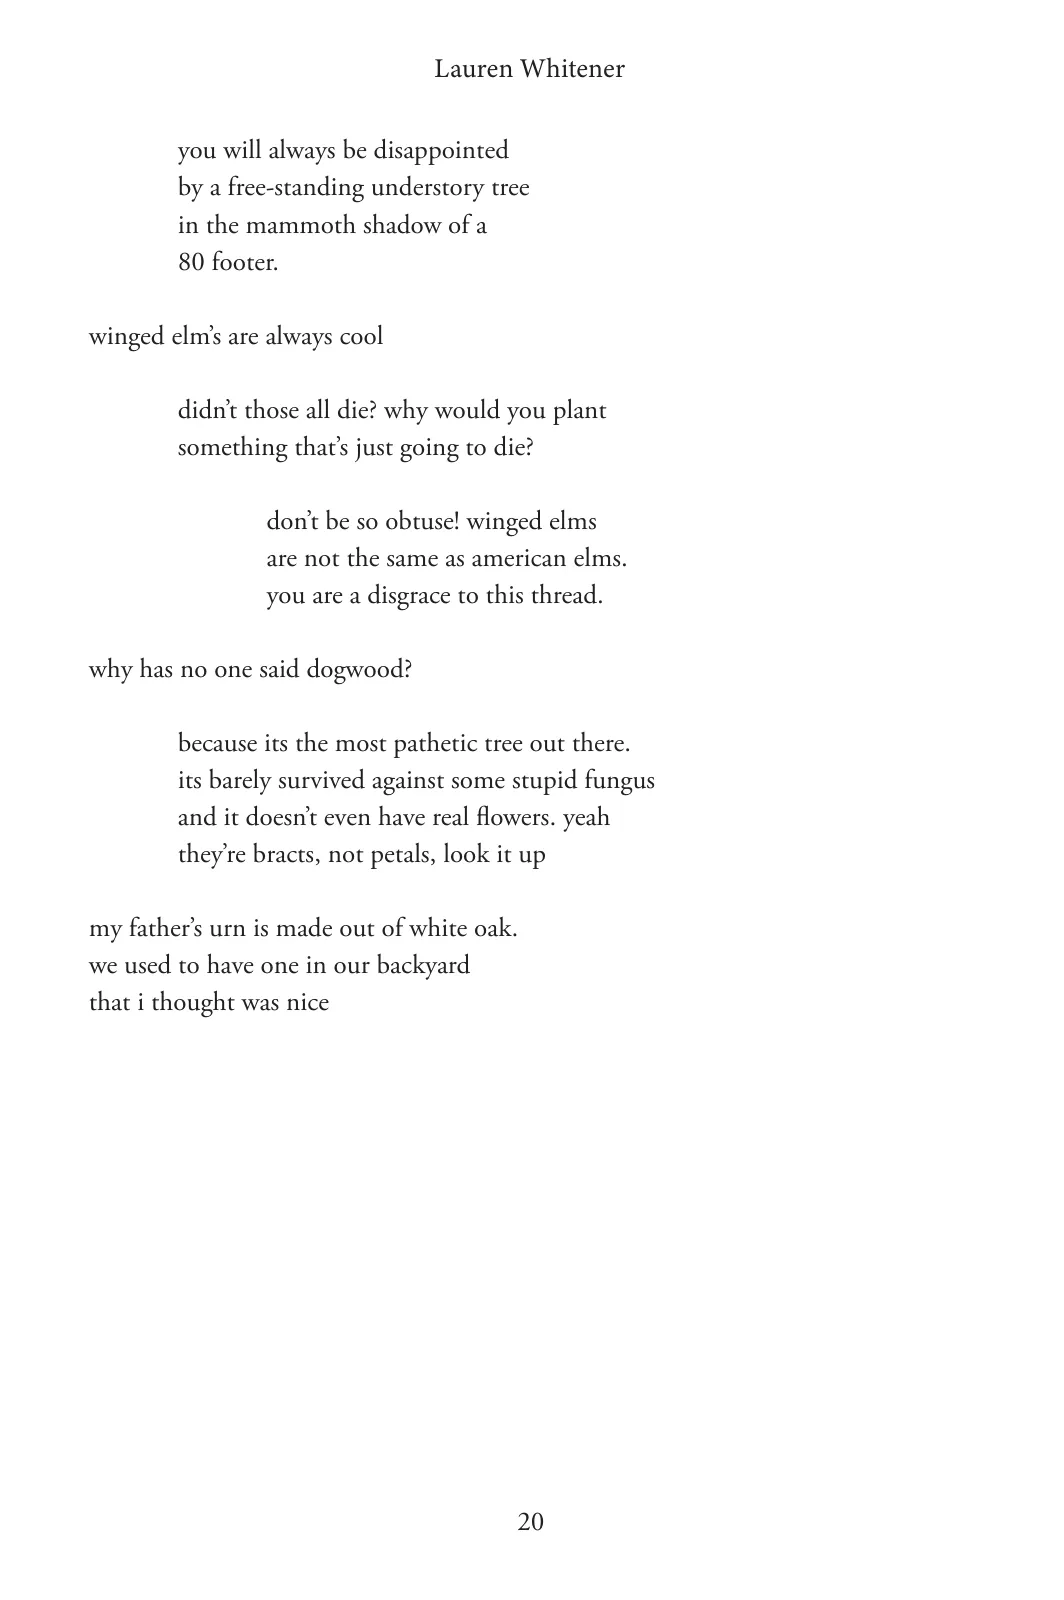 Lauren Whitener
you will always be disappointed
by a free-standing understory tree
in the mammoth shadow of a
80 footer.
winged elm’s are always cool
didn’t those all die? why would you plant
something that’s just going to die?
don’t be so obtuse! winged elms
are not the same as american elms.
you are a disgrace to this thread.
why has no one said dogwood?
because its the most pathetic tree out there.
its barely survived against some stupid fungus
and it doesn’t even have real flowers. yeah
they’re bracts, not petals, look it up
my father’s urn is made out of white oak.
we used to have one in our backyard
that i thought was nice
20